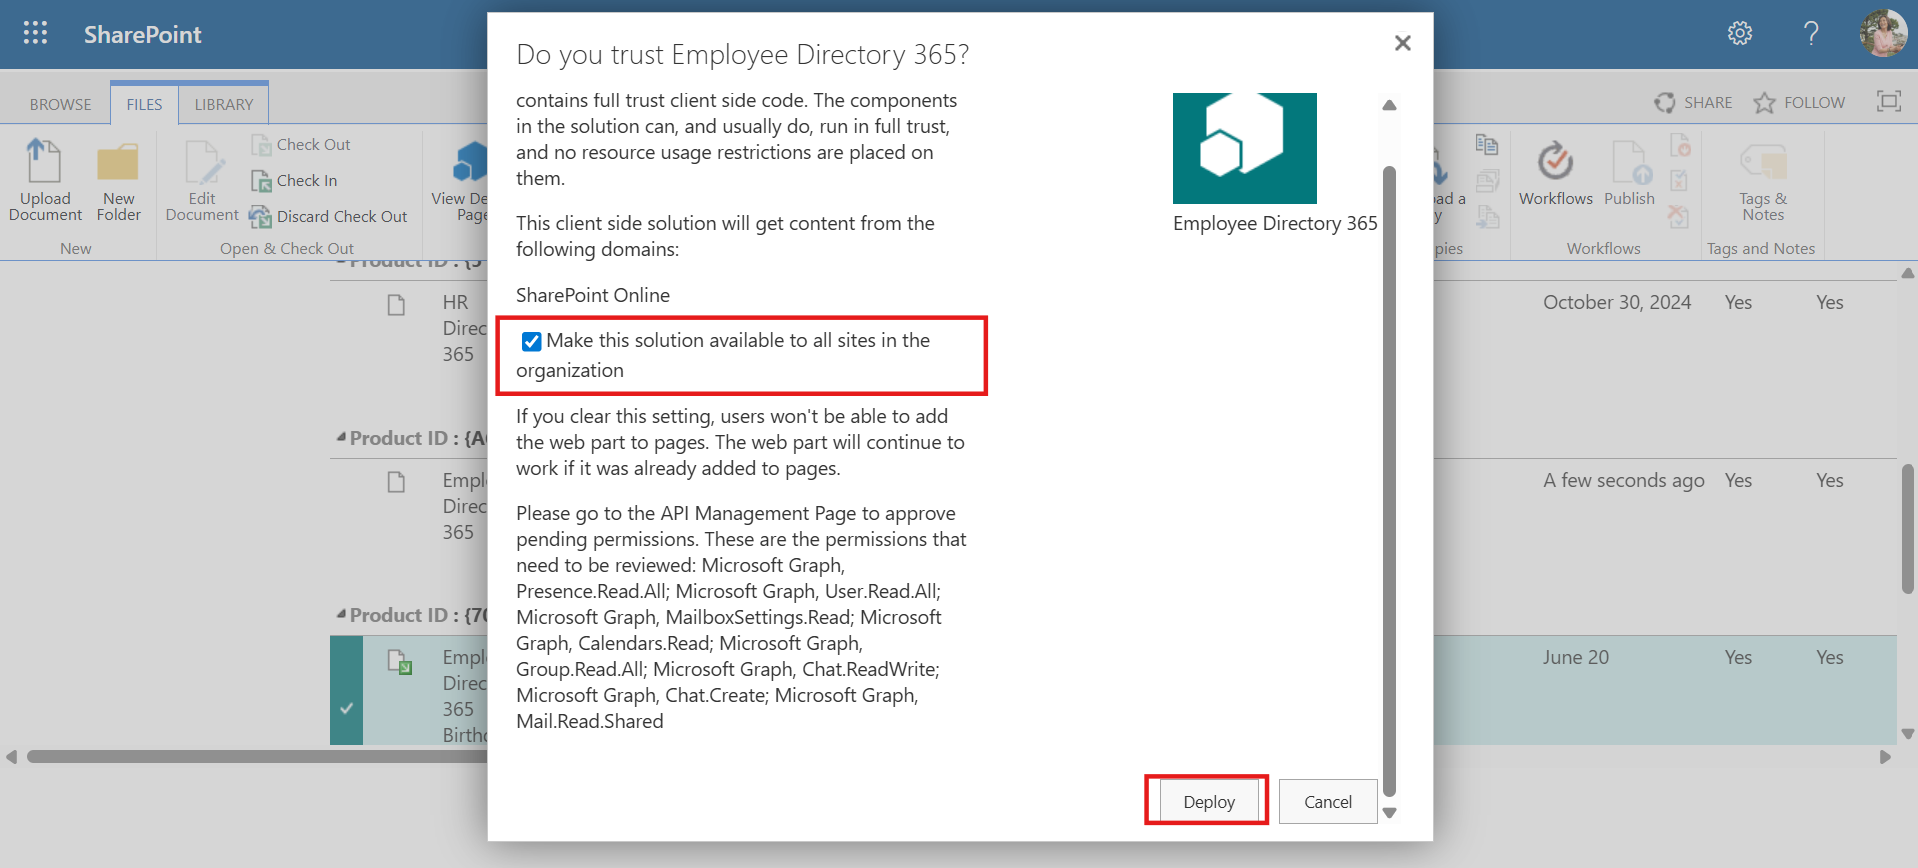 SharePoint
BROWSE
FILES
LIBRARY
SHARE
FOLLOW
Upload
Document
New
Folder
New
Edit
Document
Check Out
Check In
Discard Check Out
Open & Check Out
View De
Page
Workflows
Publish
Workflows
Tags &
Notes
Tags and Notes
Product ID :
HR
Direc
365
October 30, 2024
Yes
Yes
Product ID :
Empl
Direc
365
A few seconds ago
Yes
Yes
Product ID : {70
Empl
Direc
365
Birth
June 20
Yes
Yes
Do you trust Employee Directory 365?
contains full trust client side code. The components
in the solution can, and usually do, run in full trust,
and no resource usage restrictions are placed on
them.
This client side solution will get content from the
following domains:
SharePoint Online
Make this solution available to all sites in the
organization
If you clear this setting, users won't be able to add
the web part to pages. The web part will continue to
work if it was already added to pages.
Please go to the API Management Page to approve
pending permissions. These are the permissions that
need to be reviewed: Microsoft Graph,
Presence.Read.All; Microsoft Graph, User.Read.All;
Microsoft Graph, MailboxSettings.Read; Microsoft
Graph, Calendars.Read; Microsoft Graph,
Group.Read.All; Microsoft Graph, Chat.ReadWrite;
Microsoft Graph, Chat.Create; Microsoft Graph,
Mail.Read.Shared
Employee Directory 365
Deploy
Cancel